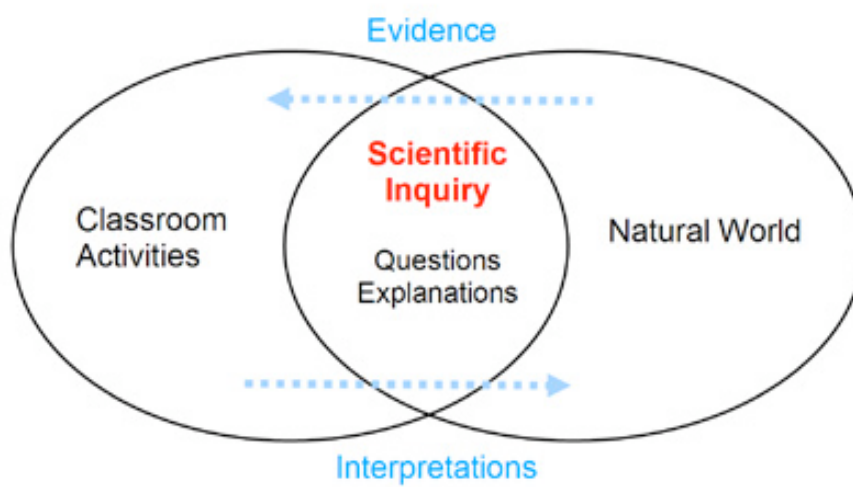 Evidence
Scientific
Inquiry
Classroom
Activities
Natural World
Questions
Explanations
Interpretations